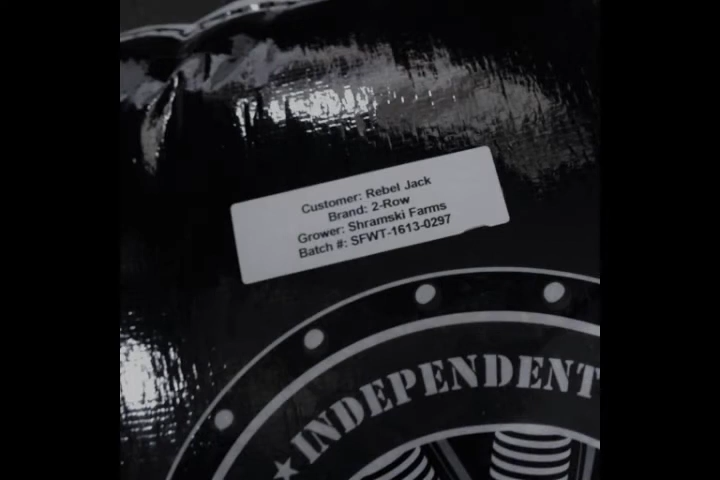 Customer: Rebel Jack
Brand: 2-Row
Grower: Shramski Farms
Batch #: SFWT-1613-0297
INDEPENDENT